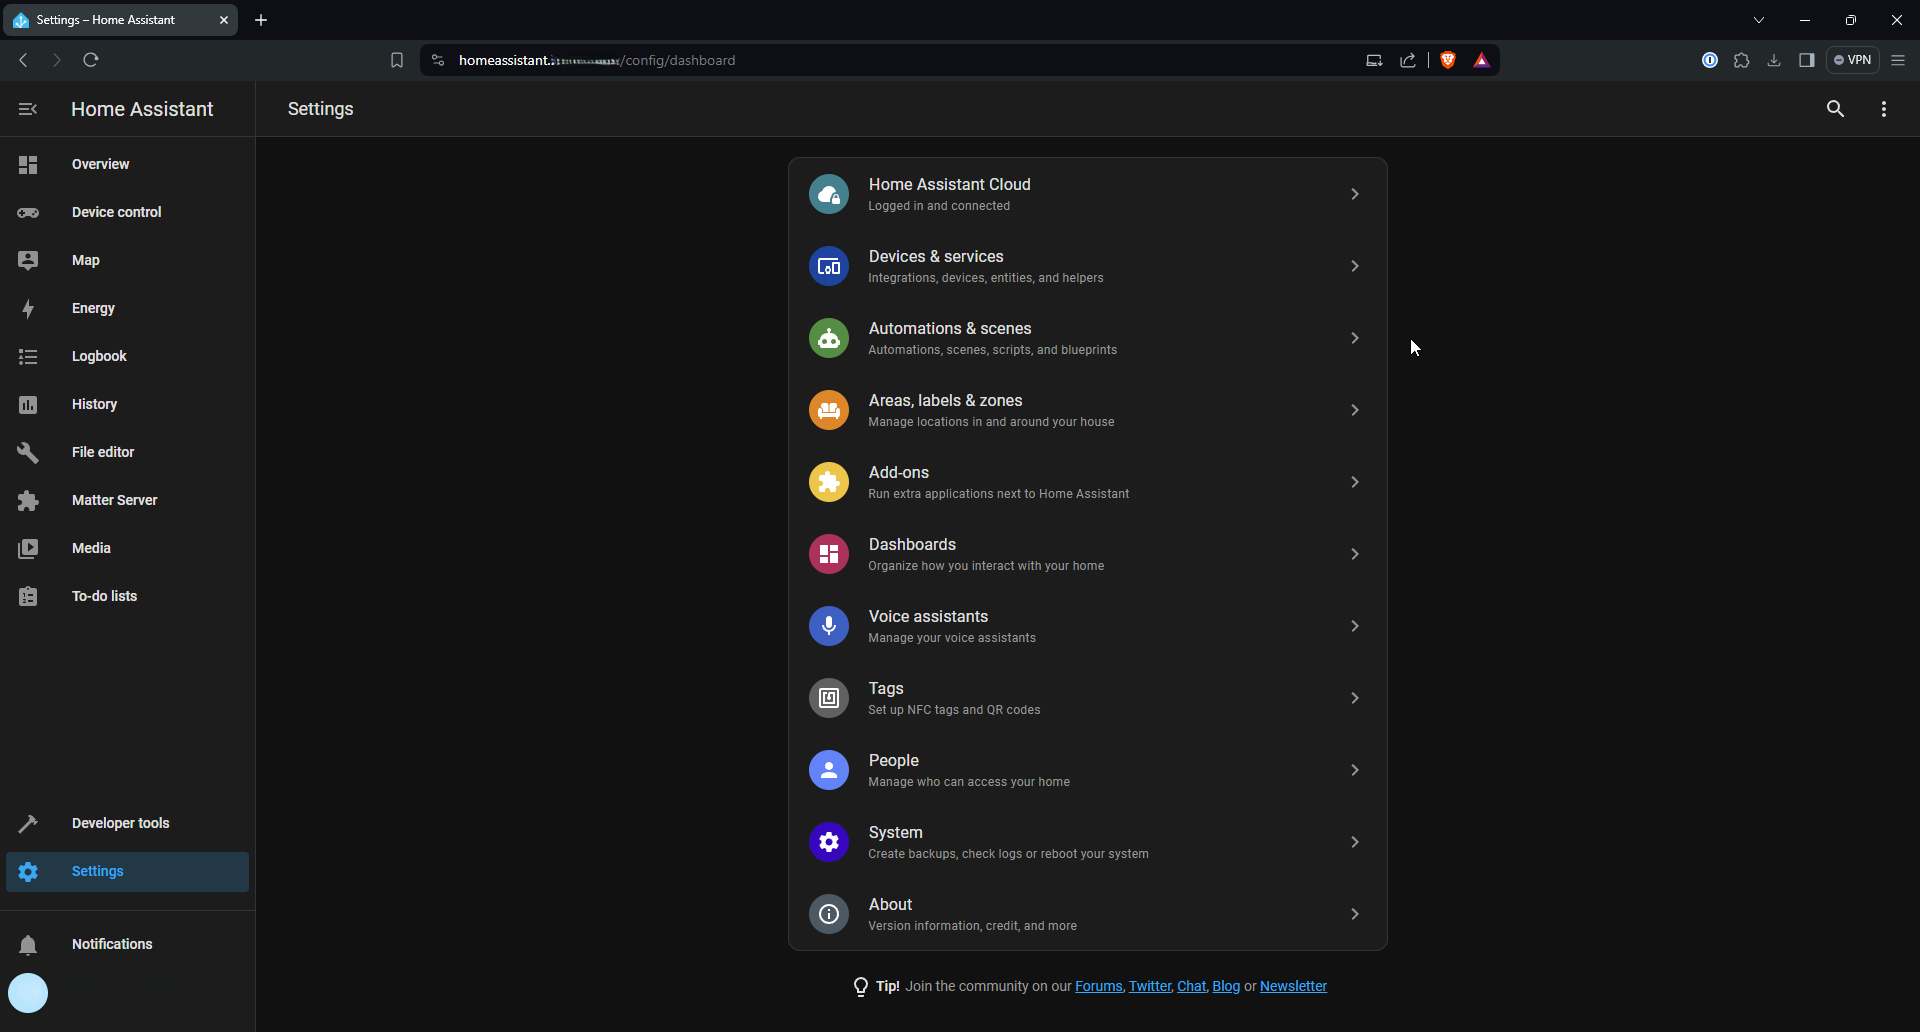 Settings – Home Assistant
homeassistant.
/config/dashboard
VPN
Home Assistant
Settings
Overview
Device control
Map
Energy
Logbook
History
File editor
Matter Server
Media
To-do lists
Developer tools
Settings
Notifications
Home Assistant Cloud
Logged in and connected
Devices & services
Integrations, devices, entities, and helpers
Automations & scenes
Automations, scenes, scripts, and blueprints
Areas, labels & zones
Manage locations in and around your house
Add-ons
Run extra applications next to Home Assistant
Dashboards
Organize how you interact with your home
Voice assistants
Manage your voice assistants
Tags
Set up NFC tags and QR codes
People
Manage who can access your home
System
Create backups, check logs or reboot your system
About
Version information, credit, and more
Tip! Join the community on our Forums, Twitter, Chat, Blog or Newsletter